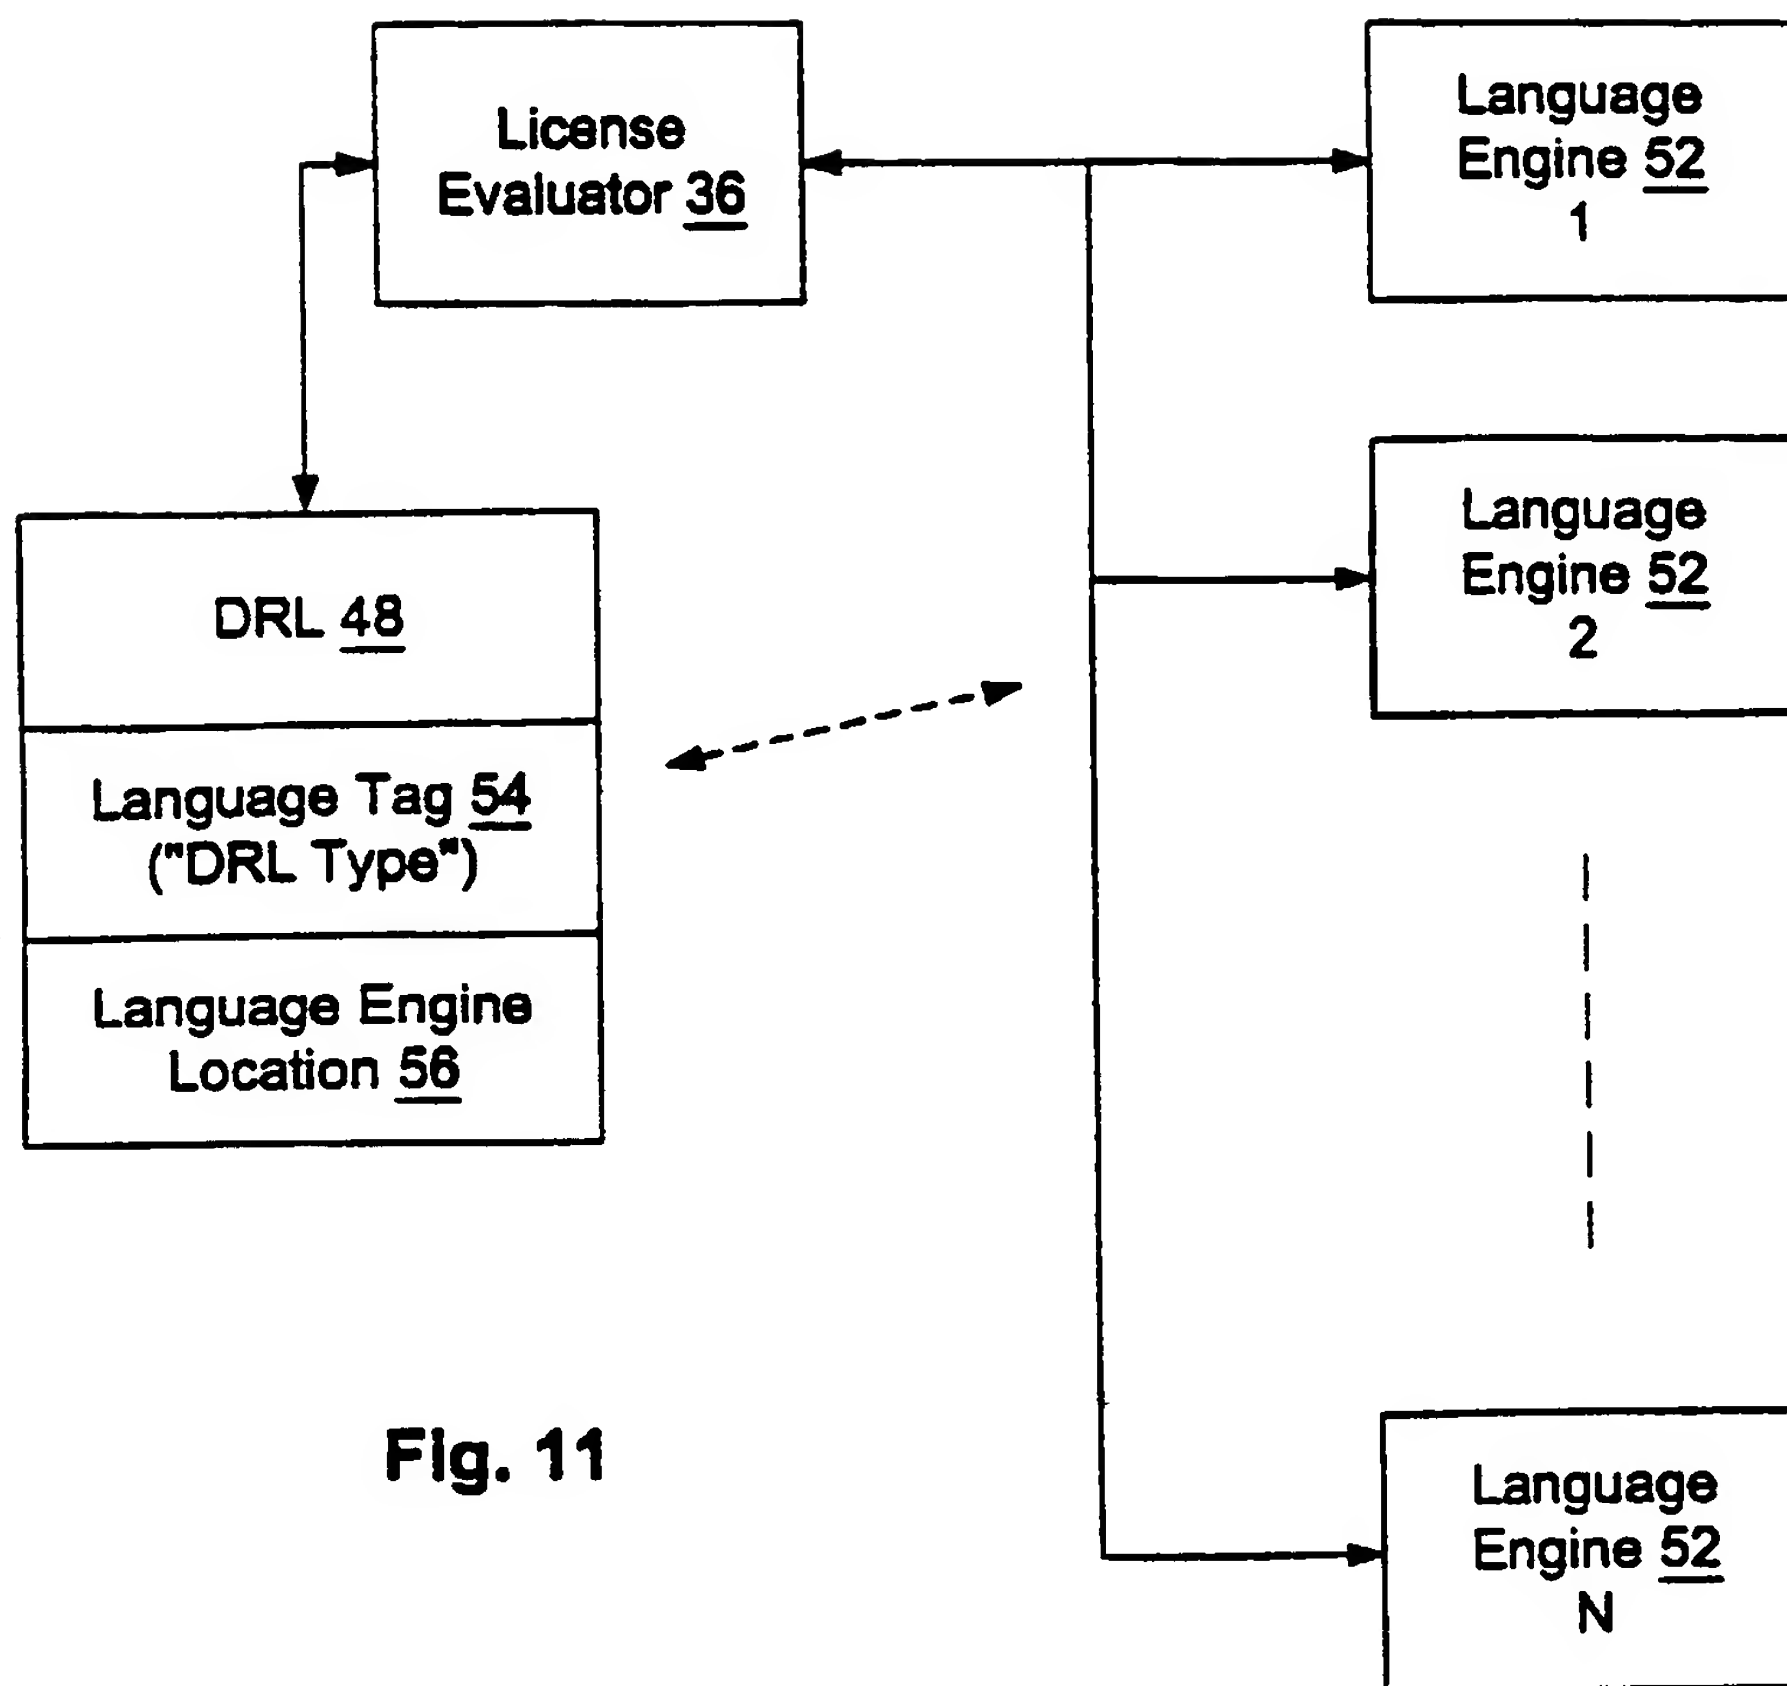 License
Evaluator 36
Language
Engine 52
1
Language
Engine 52
2
DRL 48
Language Tag 54
("DRL Type")
Language Engine
Location 56
Fig. 11
Language
Engine 52
N